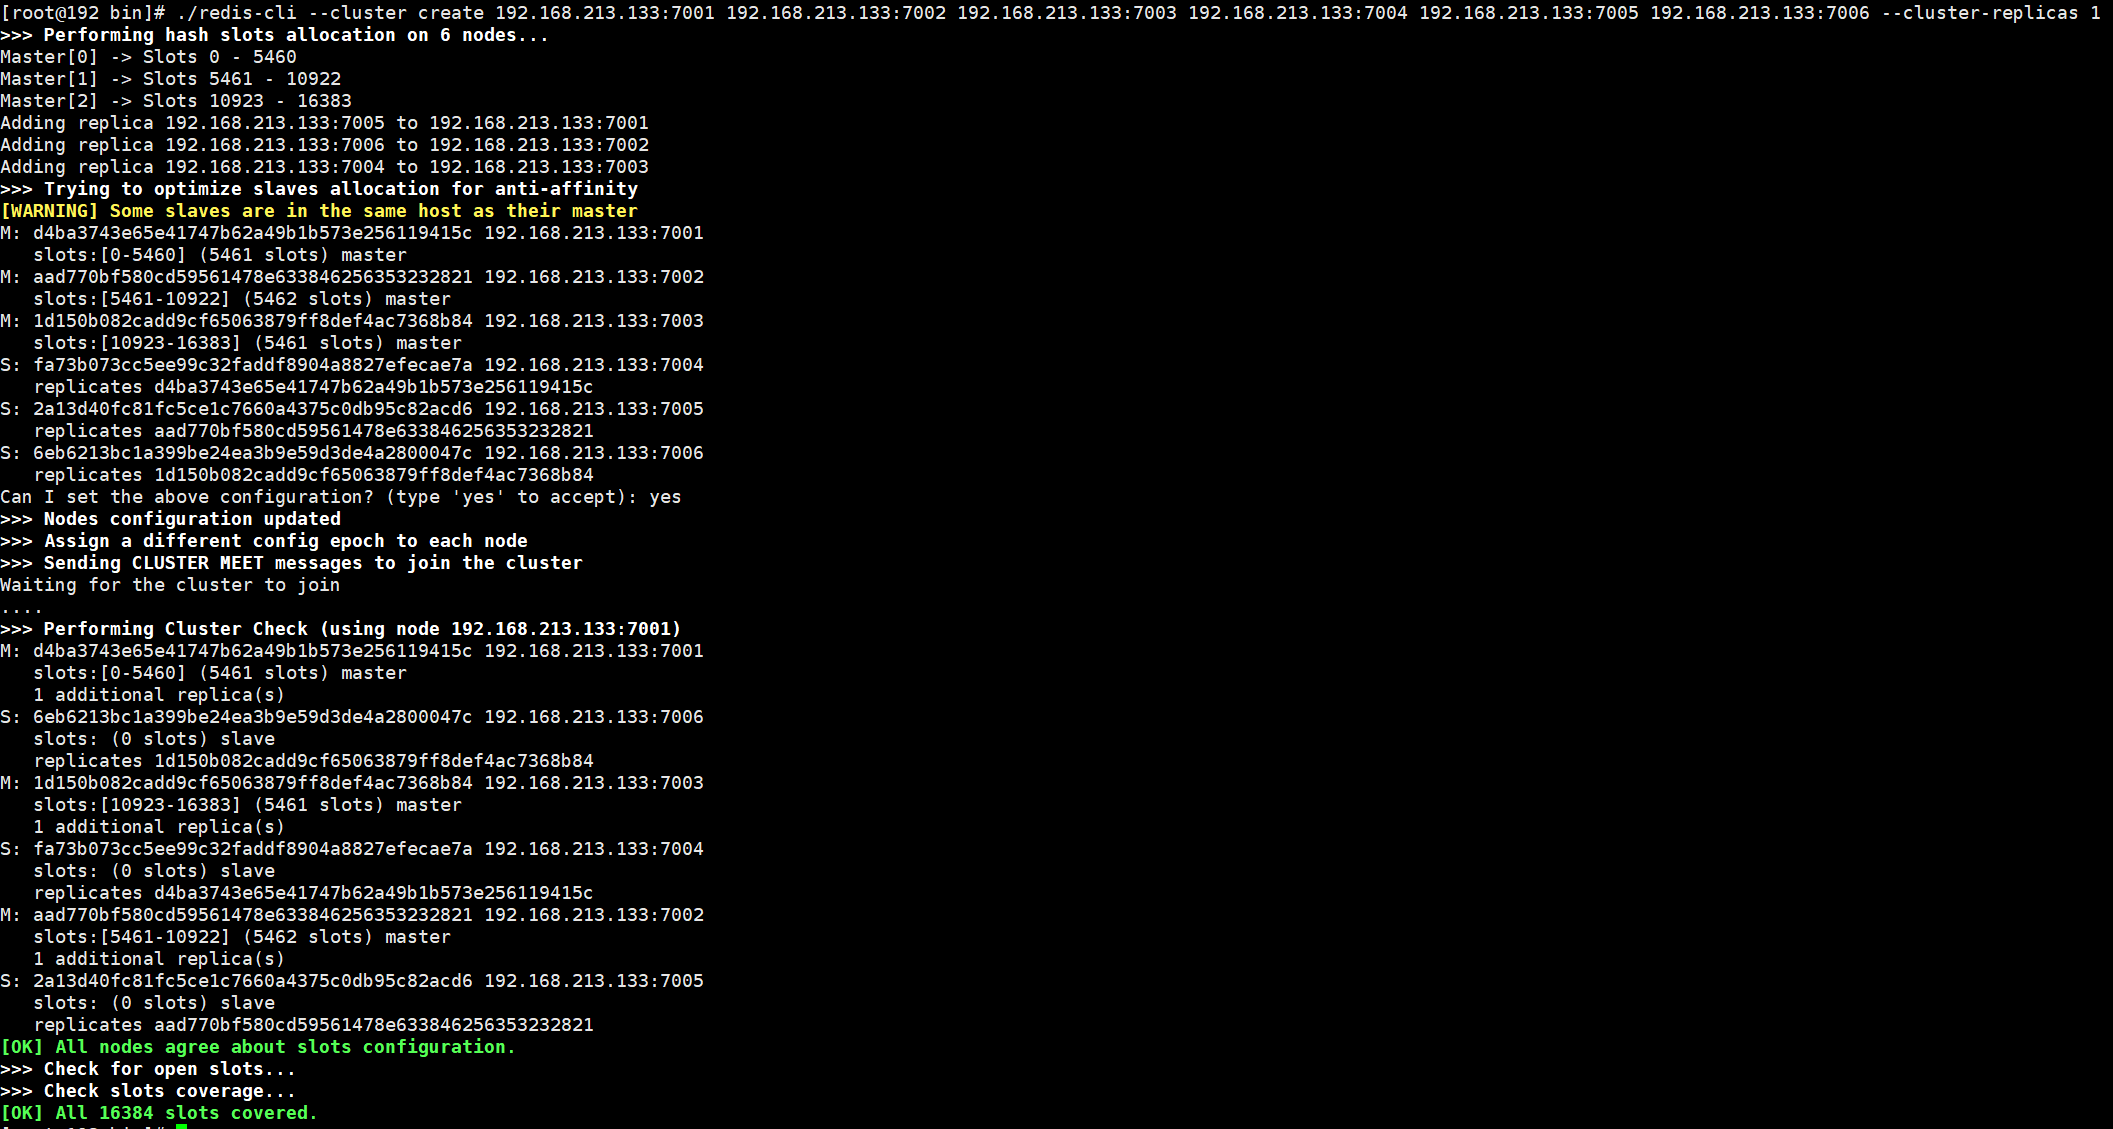 [root@192 bin]# ./redis-cli --cluster create 192.168.213.133:7001 192.168.213.133:7002 192.168.213.133:7003 192.168.213.133:7004 192.168.213.133:7005 192.168.213.133:7006 --cluster-replicas 1
>>> Performing hash slots allocation on 6 nodes...
Master[0] -> Slots 0 - 5460
Master[1] -> Slots 5461 - 10922
Master[2] -> Slots 10923 - 16383
Adding replica 192.168.213.133:7005 to 192.168.213.133:7001
Adding replica 192.168.213.133:7006 to 192.168.213.133:7002
Adding replica 192.168.213.133:7004 to 192.168.213.133:7003
>>> Trying to optimize slaves allocation for anti-affinity
[WARNING] Some slaves are in the same host as their master
M: d4ba3743e65e41747b62a49b1b573e256119415c 192.168.213.133:7001
   slots:[0-5460] (5461 slots) master
M: aad770bf580cd59561478e633846256353232821 192.168.213.133:7002
   slots:[5461-10922] (5462 slots) master
M: 1d150b082cadd9cf65063879ff8def4ac7368b84 192.168.213.133:7003
   slots:[10923-16383] (5461 slots) master
S: fa73b073cc5ee99c32faddf8904a8827efecae7a 192.168.213.133:7004
   replicates d4ba3743e65e41747b62a49b1b573e256119415c
S: 2a13d40fc81fc5ce1c7660a4375c0db95c82acd6 192.168.213.133:7005
   replicates aad770bf580cd59561478e633846256353232821
S: 6eb6213bc1a399be24ea3b9e59d3de4a2800047c 192.168.213.133:7006
   replicates 1d150b082cadd9cf65063879ff8def4ac7368b84
Can I set the above configuration? (type 'yes' to accept): yes
>>> Nodes configuration updated
>>> Assign a different config epoch to each node
>>> Sending CLUSTER MEET messages to join the cluster
Waiting for the cluster to join
....
>>> Performing Cluster Check (using node 192.168.213.133:7001)
M: d4ba3743e65e41747b62a49b1b573e256119415c 192.168.213.133:7001
   slots:[0-5460] (5461 slots) master
   1 additional replica(s)
S: 6eb6213bc1a399be24ea3b9e59d3de4a2800047c 192.168.213.133:7006
   slots: (0 slots) slave
   replicates 1d150b082cadd9cf65063879ff8def4ac7368b84
M: 1d150b082cadd9cf65063879ff8def4ac7368b84 192.168.213.133:7003
   slots:[10923-16383] (5461 slots) master
   1 additional replica(s)
S: fa73b073cc5ee99c32faddf8904a8827efecae7a 192.168.213.133:7004
   slots: (0 slots) slave
   replicates d4ba3743e65e41747b62a49b1b573e256119415c
M: aad770bf580cd59561478e633846256353232821 192.168.213.133:7002
   slots:[5461-10922] (5462 slots) master
   1 additional replica(s)
S: 2a13d40fc81fc5ce1c7660a4375c0db95c82acd6 192.168.213.133:7005
   slots: (0 slots) slave
   replicates aad770bf580cd59561478e633846256353232821
[OK] All nodes agree about slots configuration.
>>> Check for open slots...
>>> Check slots coverage...
[OK] All 16384 slots covered.